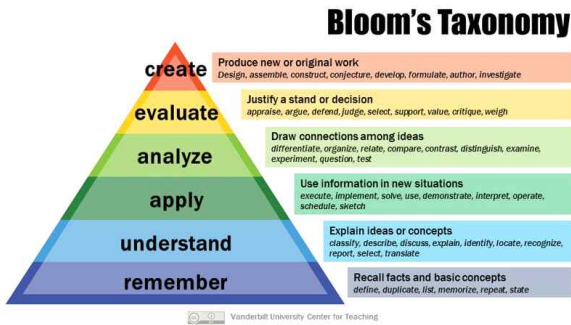 Bloom's Taxonomy
create
Produce new or original work
Design, assemble, construct, conjecture, develop, formulate, author, investigate
evaluate
Justify a stand or decision
appraise, argue, defend, judge, select, support, value, critique, weigh
analyze
Draw connections among ideas
differentiate, organize, relate, compare, contrast, distinguish, examine,
experiment, question, test
apply
Use information in new situations
execute, implement, solve, use, demonstrate, interpret, operate,
schedule, sketch
understand
Explain ideas or concepts
classify, describe, discuss, explain, identify, locate, recognize,
report, select, translate
remember
Recall facts and basic concepts
define, duplicate, list, memorize, repeat, state
Vanderbilt University Center for Teaching